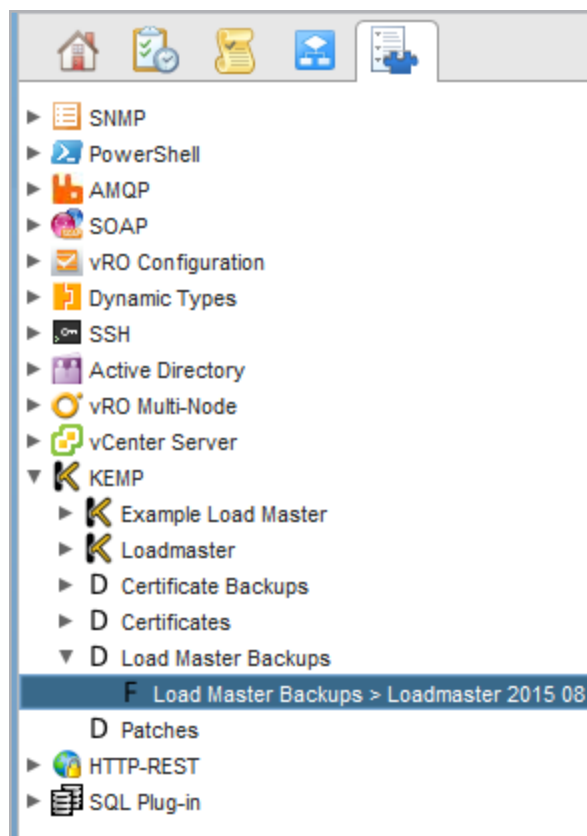 SNMP
PowerShell
AMQP
SOAP
vRO Configuration
Dynamic Types
SSH
Active Directory
vRO Multi-Node
vCenter Server
KEMP
Example Load Master
Loadmaster
D Certificate Backups
D Certificates
D Load Master Backups
F Load Master Backups > Loadmaster 2015 08
D Patches
HTTP-REST
SQL Plug-in